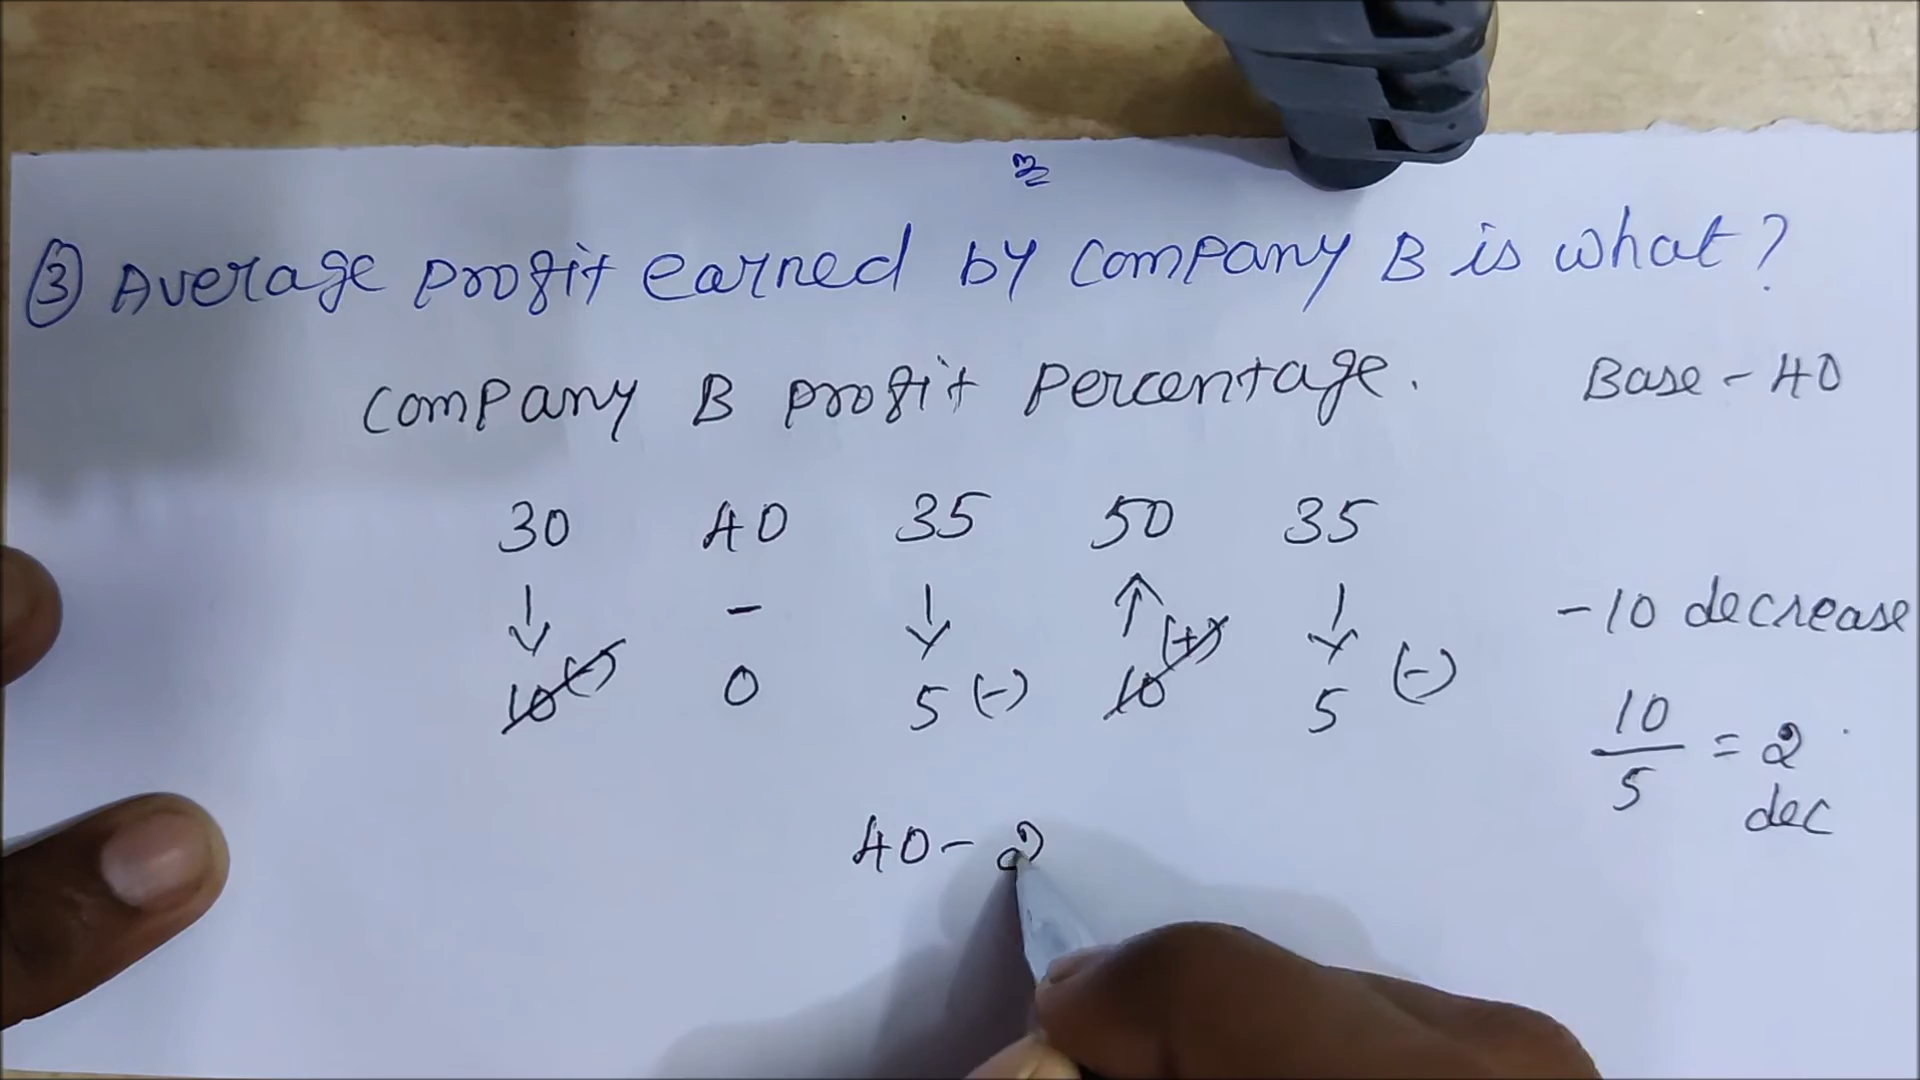 ③ Average profit earned by company B is what?
Company B profit percentage.
Base - 40
30 40 35 50 35
↓ - ↓ ↑ ↓
10 (-) 0 5 (-) 10 (+) 5 (-)
-10 decrease
10/5 = 2
dec
40 - 2